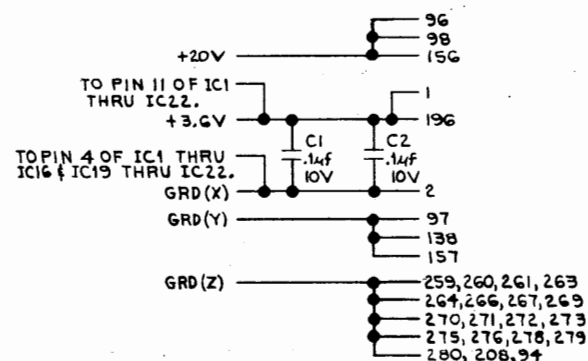 96
98
+20V
156
TO PIN 11 OF IC1
THRU IC22.
1
+3.6V
196
C1
.1uf
10V
C2
.1uf
10V
TO PIN 4 OF IC1 THRU
IC16 & IC19 THRU IC22.
GRD(X)
2
GRD(Y)
97
138
157
GRD(Z)
259, 260, 261, 263
264, 266, 267, 269
270, 271, 272, 273
275, 276, 278, 279
280, 208, 94